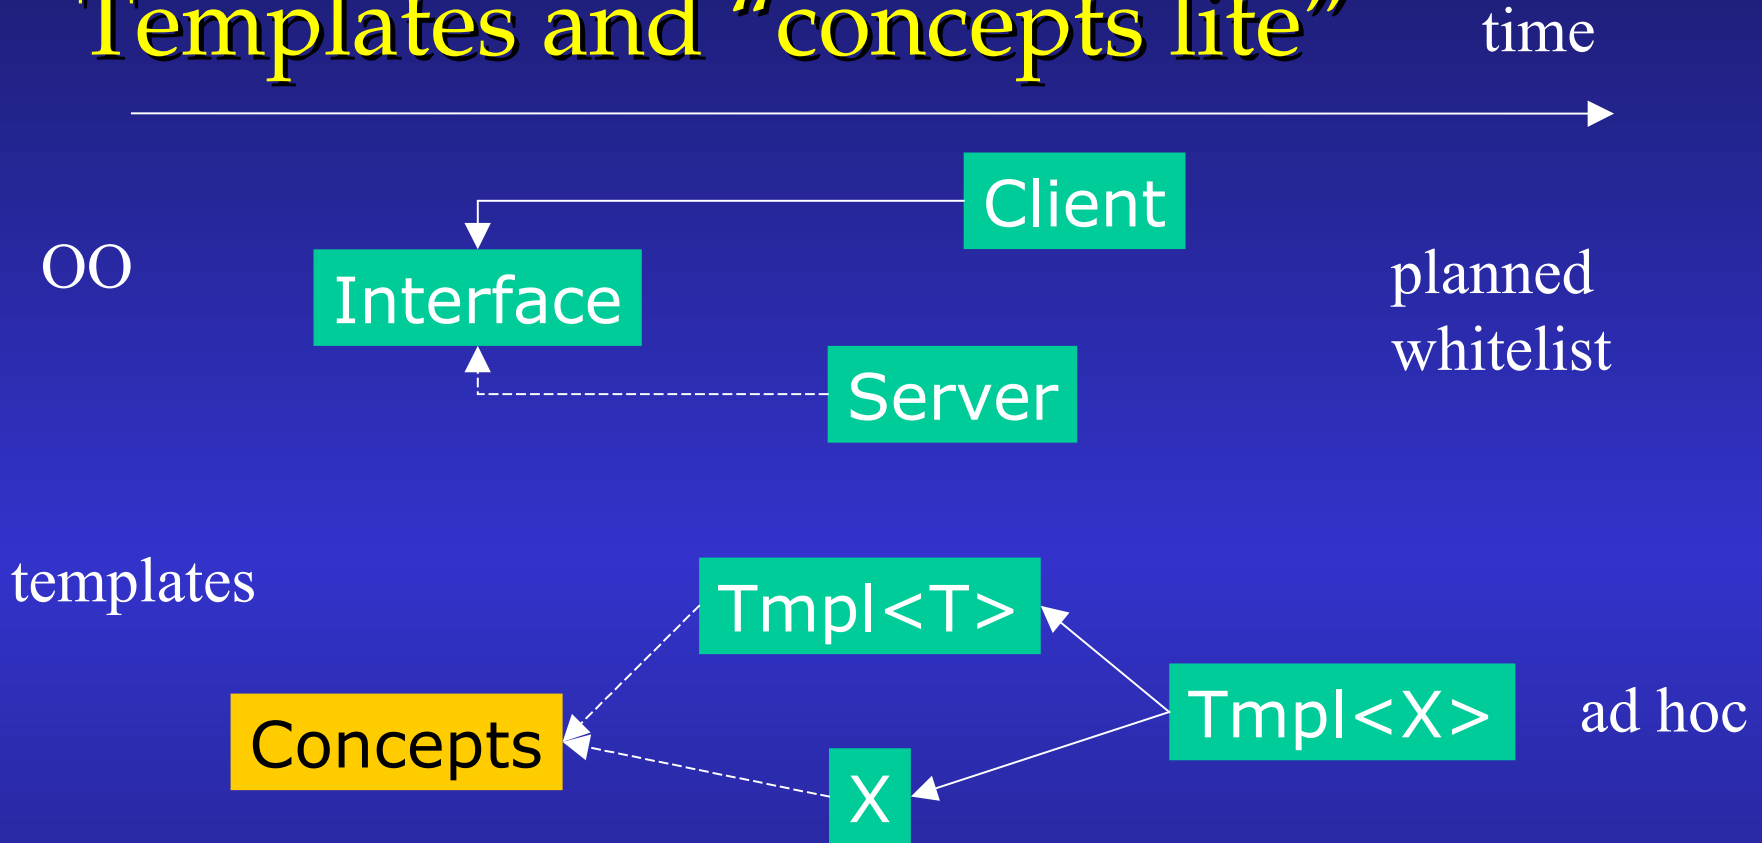 Templates and “concepts lite”
time
Client
OO
Interface
planned
whitelist
Server
templates
Tmpl<T>
Concepts
Tmpl<X>
ad hoc
X